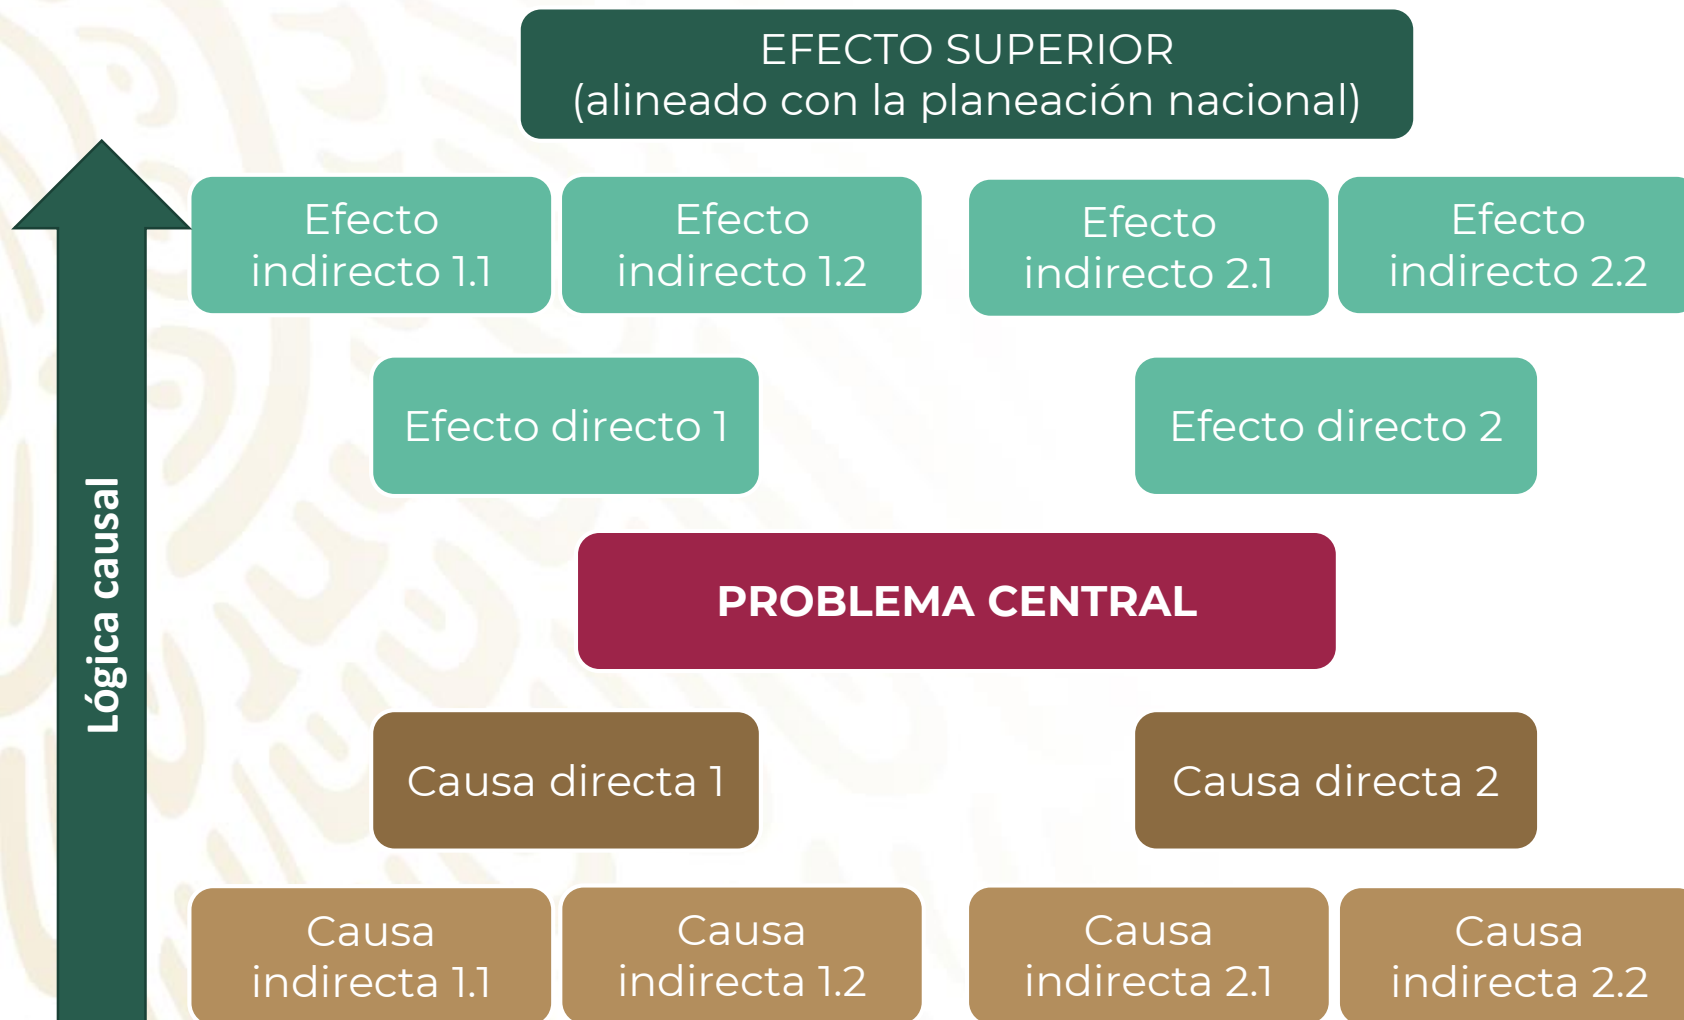 EFECTO SUPERIOR
(alineado con la planeación nacional)
Efecto
indirecto 1.1
Efecto
indirecto 1.2
Efecto
indirecto 2.1
Efecto
indirecto 2.2
Efecto directo 1
Efecto directo 2
Lógica causal
PROBLEMA CENTRAL
Causa directa 1
Causa directa 2
Causa
indirecta 1.1
Causa
indirecta 1.2
Causa
indirecta 2.1
Causa
indirecta 2.2